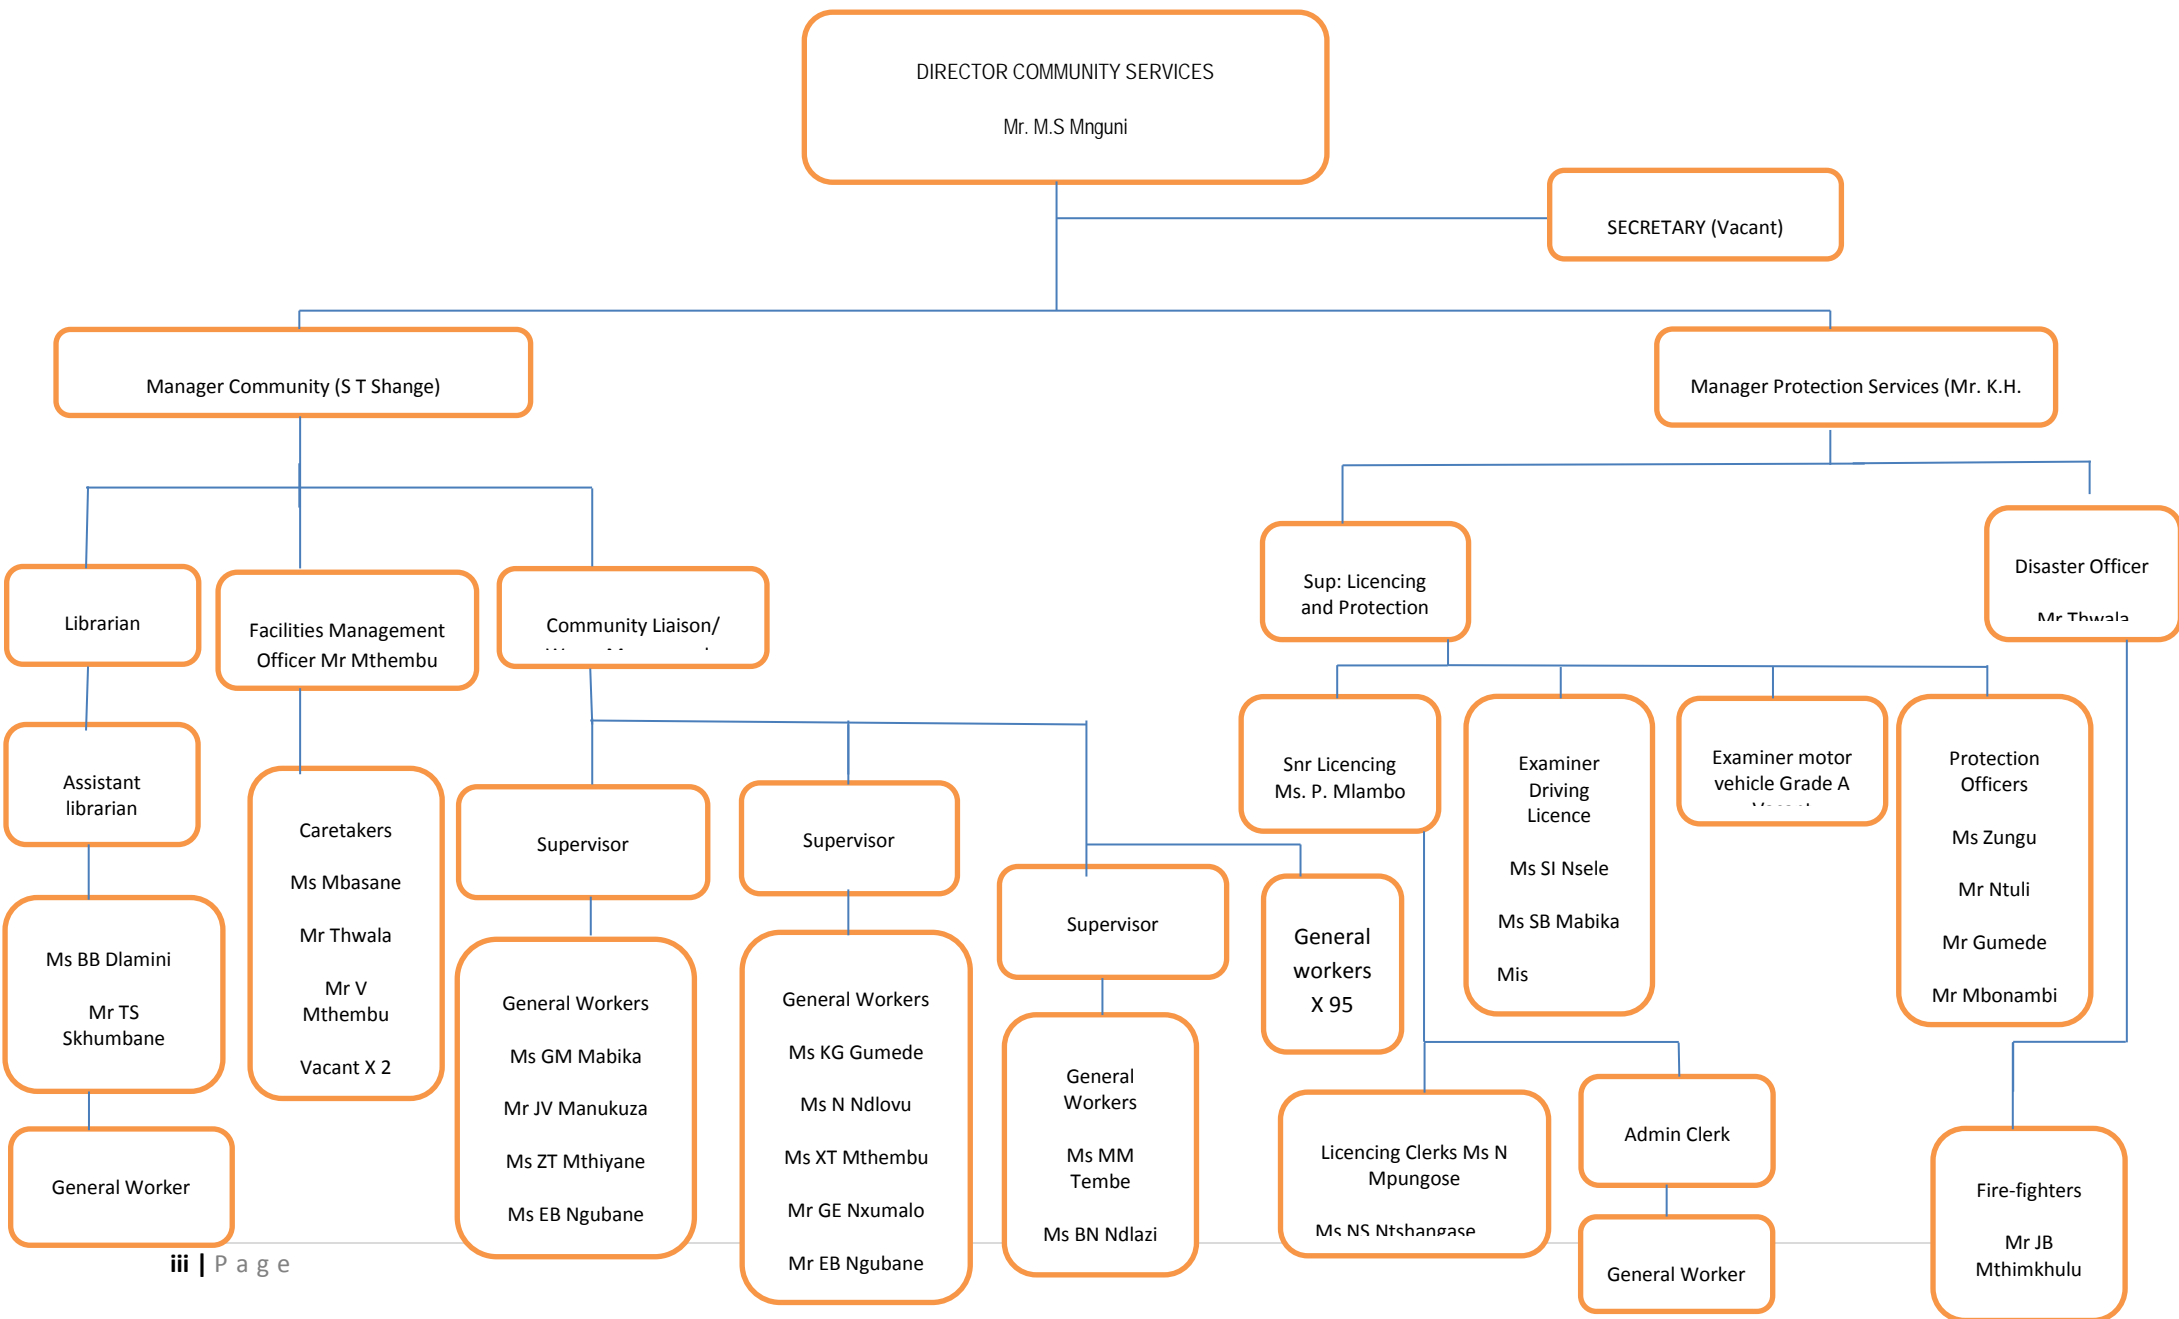 DIRECTOR COMMUNITY SERVICES
Mr. M.S Mnguni
SECRETARY (Vacant)
Manager Community (S T Shange)
Manager Protection Services (Mr. K.H.
Librarian
Facilities Management
Officer Mr Mthembu
Community Liaison/
Sup: Licencing
and Protection
Disaster Officer
Mr Thwala
Assistant
librarian
Caretakers
Ms Mbasane
Mr Thwala
Mr V
Mthembu
Vacant X 2
Supervisor
Supervisor
Supervisor
General
workers
X 95
Snr Licencing
Ms. P. Mlambo
Examiner
Driving
Licence
Ms SI Nsele
Ms SB Mabika
Mis
Examiner motor
vehicle Grade A
Vacant
Protection
Officers
Ms Zungu
Mr Ntuli
Mr Gumede
Mr Mbonambi
Ms BB Dlamini
Mr TS
Skhumbane
General Workers
Ms GM Mabika
Mr JV Manukuza
Ms ZT Mthiyane
Ms EB Ngubane
General Workers
Ms KG Gumede
Ms N Ndlovu
Ms XT Mthembu
Mr GE Nxumalo
Mr EB Ngubane
General
Workers
Ms MM
Tembe
Ms BN Ndlazi
Licencing Clerks Ms N
Mpungose
Ms NS Ntshangase
Admin Clerk
General Worker
Fire-fighters
Mr JB
Mthimkhulu
General Worker
iii | Page